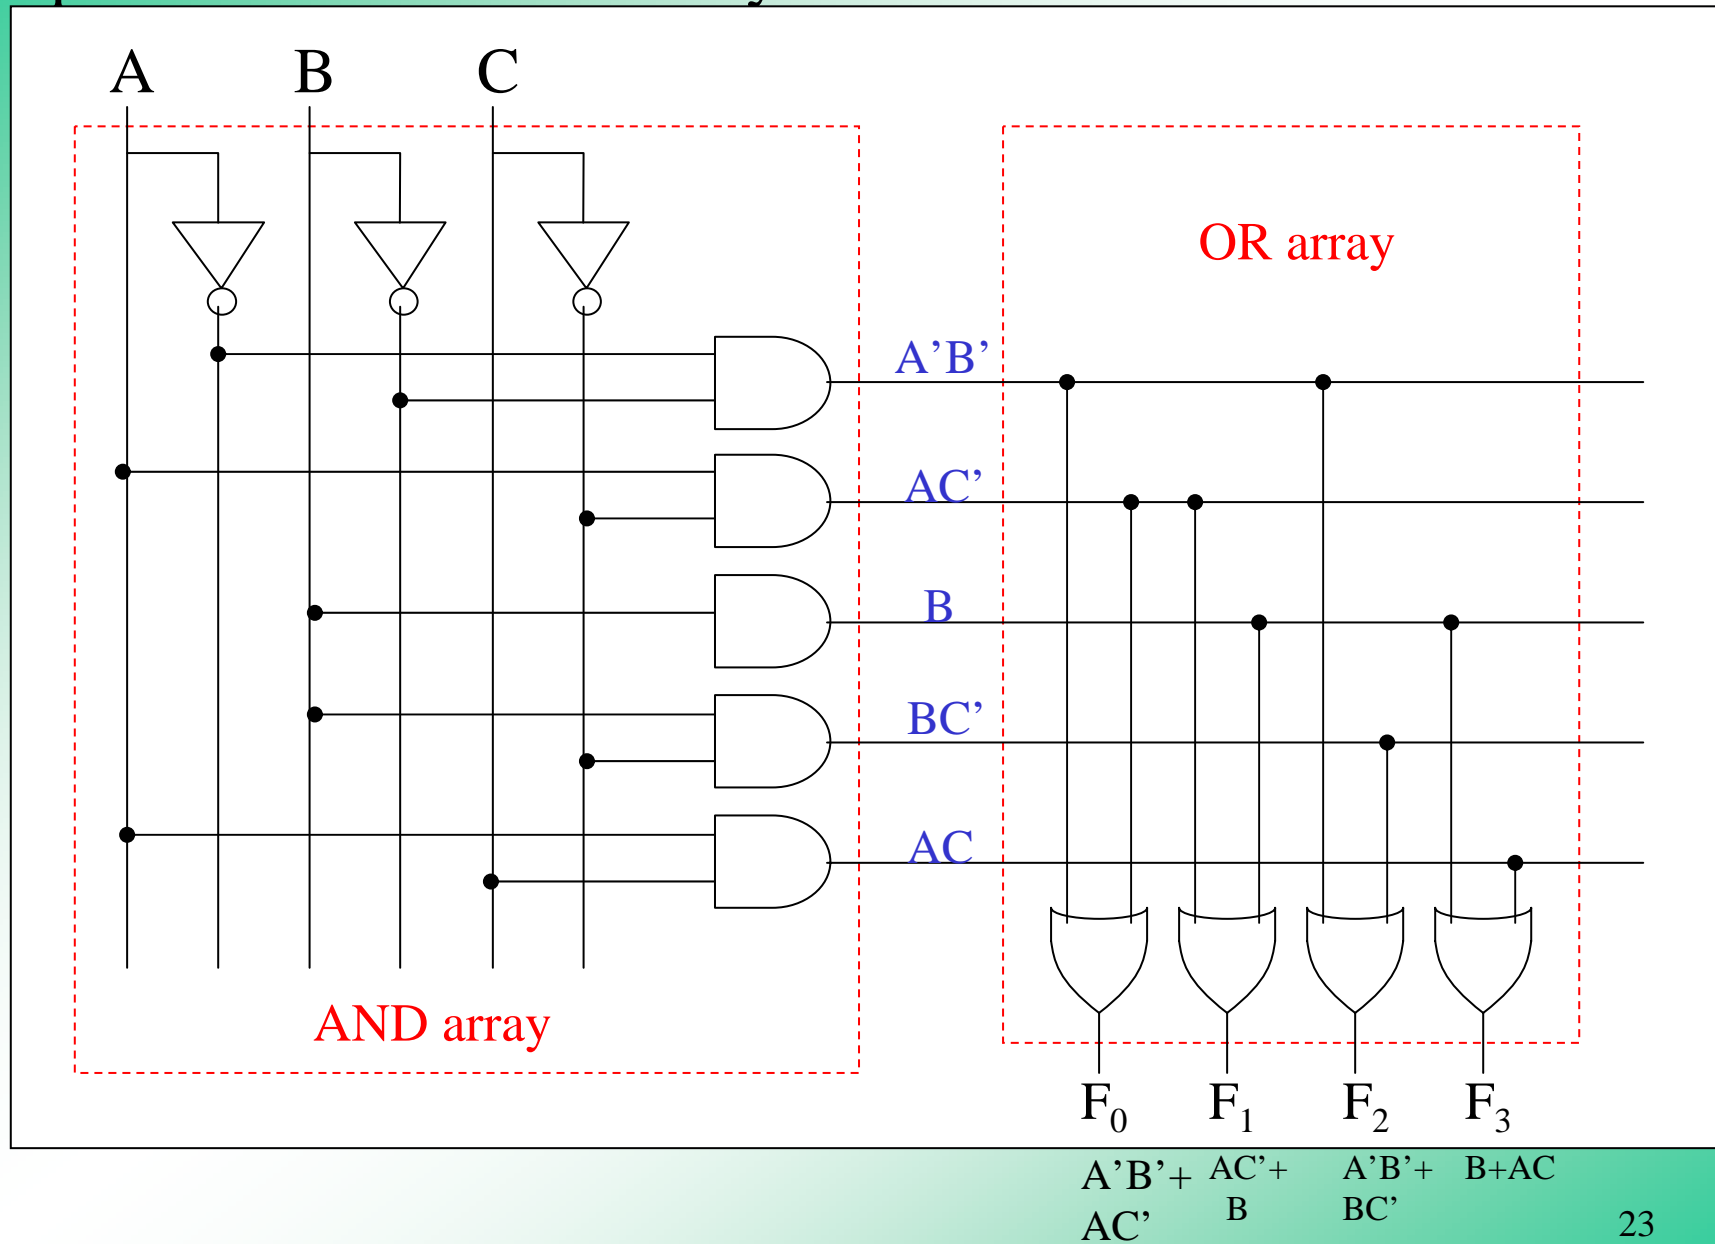 A B C
OR array
A’B’
AC’
B
BC’
AC
AND array
F₀ F₁ F₂ F₃
A’B’+ AC’+ A’B’+ B+AC
AC’ B BC’
23